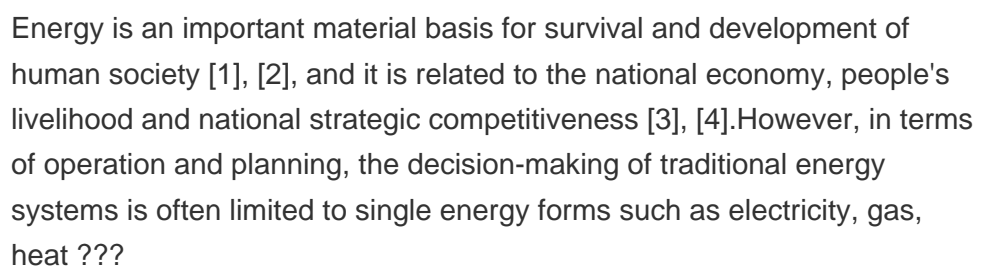 Energy is an important material basis for survival and development of
human society [1], [2], and it is related to the national economy, people's
livelihood and national strategic competitiveness [3], [4].However, in terms
of operation and planning, the decision-making of traditional energy
systems is often limited to single energy forms such as electricity, gas,
heat ???